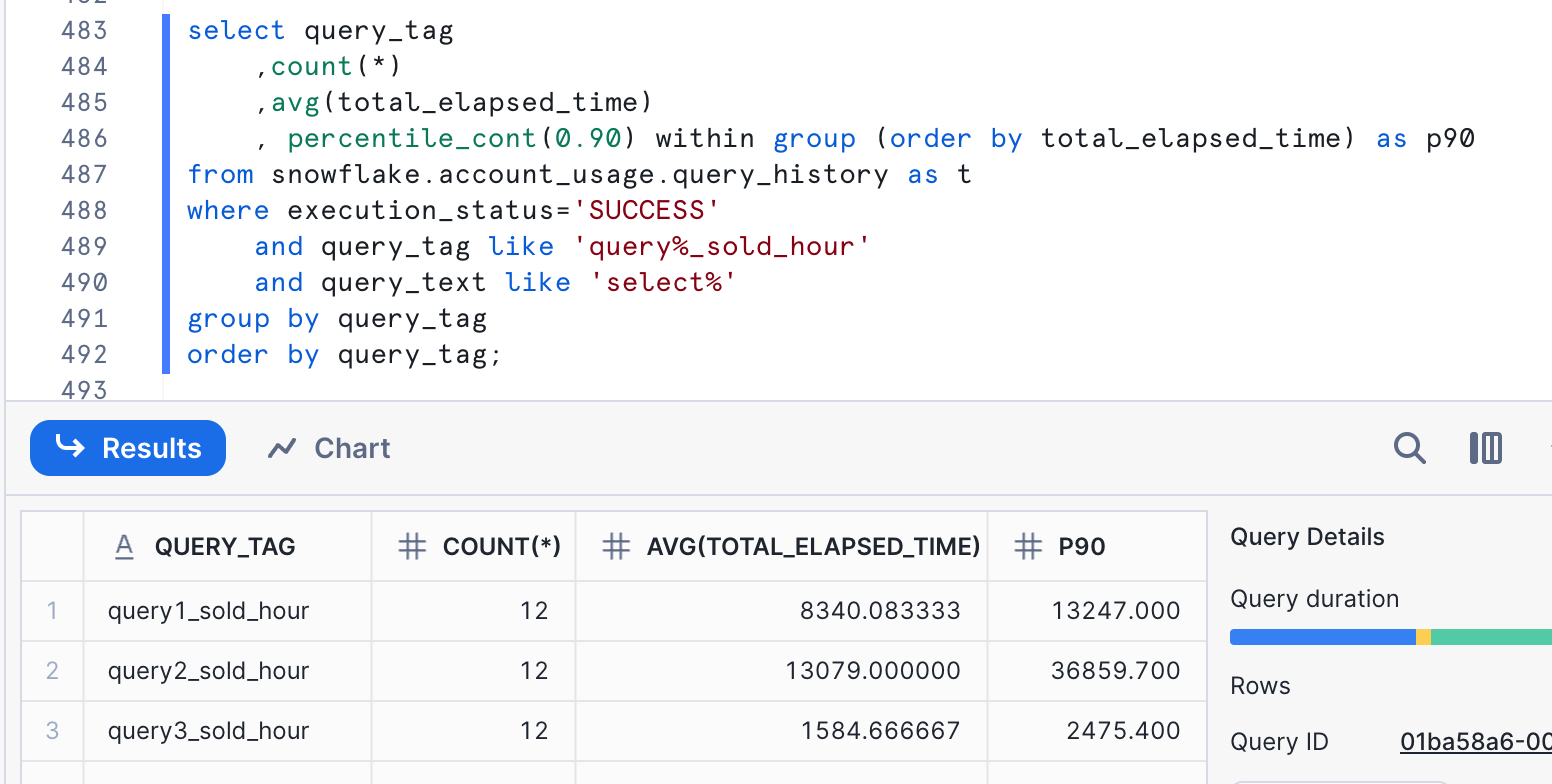 483 select query_tag
484 ,count(*)
485 ,avg(total_elapsed_time)
486 , percentile_cont(0.90) within group (order by total_elapsed_time) as p90
487 from snowflake.account_usage.query_history as t
488 where execution_status='SUCCESS'
489 and query_tag like 'query%_sold_hour'
490 and query_text like 'select%'
491 group by query_tag
492 order by query_tag;
493
Results Chart
QUERY_TAG COUNT(*) AVG(TOTAL_ELAPSED_TIME) P90
1 query1_sold_hour 12 8340.083333 13247.000
2 query2_sold_hour 12 13079.000000 36859.700
3 query3_sold_hour 12 1584.666667 2475.400
Query Details
Query duration
Rows
Query ID 01ba58a6-00